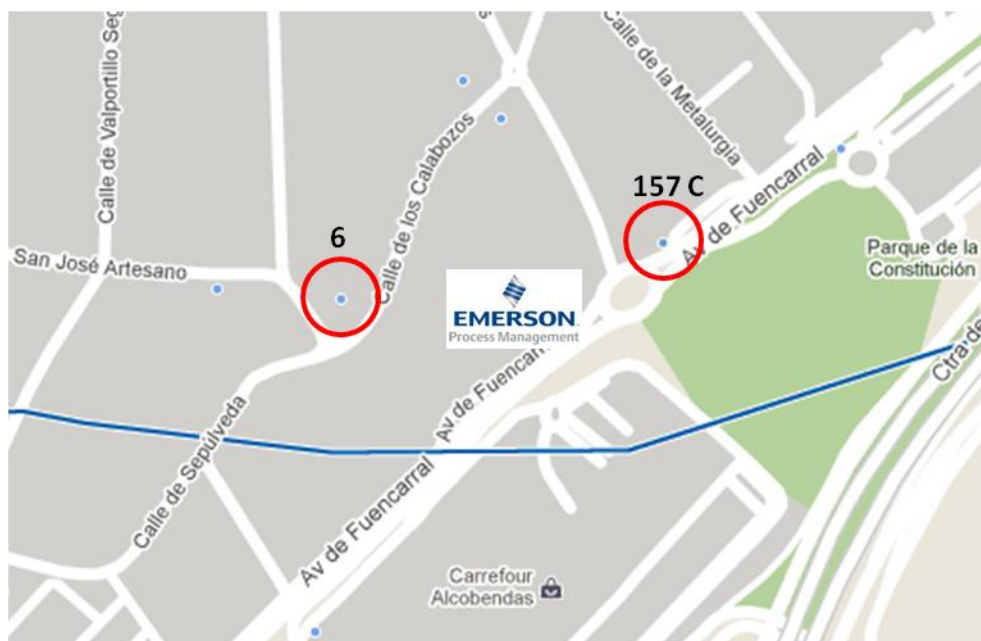 Calle de Valportillo Seg
Calle de la Metalurgia
Calle de los Calabozos
157 C
Av de Fuencarral
6
San José Artesano
Parque de la
Constitución
EMERSON
Process Management
Ctra de
Av de Fuencarr
Calle de Sepúlveda
Av de Fuencarral
Carrefour
Alcobendas